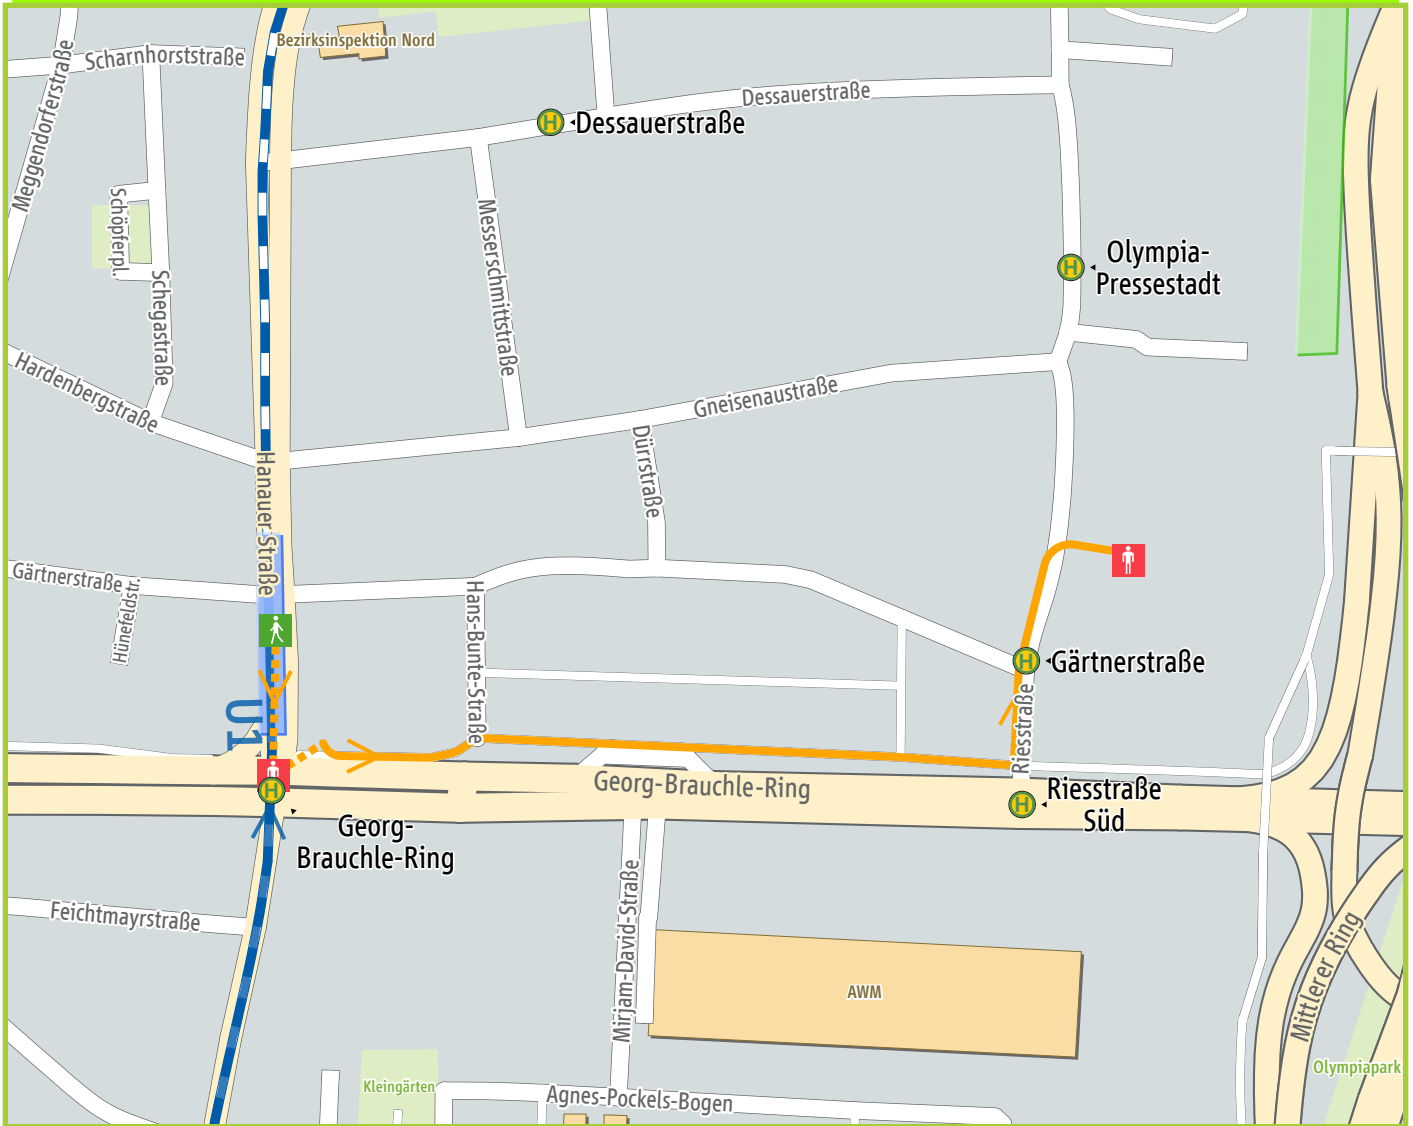 Bezirksinspektion Nord
Scharnhorststraße
Meggendorferstraße
Dessauerstraße
H
Dessauerstraße
Schöpferpl.
Messerschmittstraße
Olympia-
Pressestadt
H
Schegastraße
Hardenbergstraße
Gneisenaustraße
Dürrstraße
Hanauer Straße
Gärtnerstraße
Hünefeldstr.
Hans-Bunte-Straße
H
Gärtnerstraße
Riesstraße
U1
Georg-Brauchle-Ring
H
Riesstraße
Süd
H
Georg-
Brauchle-Ring
Mirjam-David-Straße
Feichtmayrstraße
AWM
Mittlerer Ring
Olympiapark
Kleingärten
Agnes-Pockels-Bogen